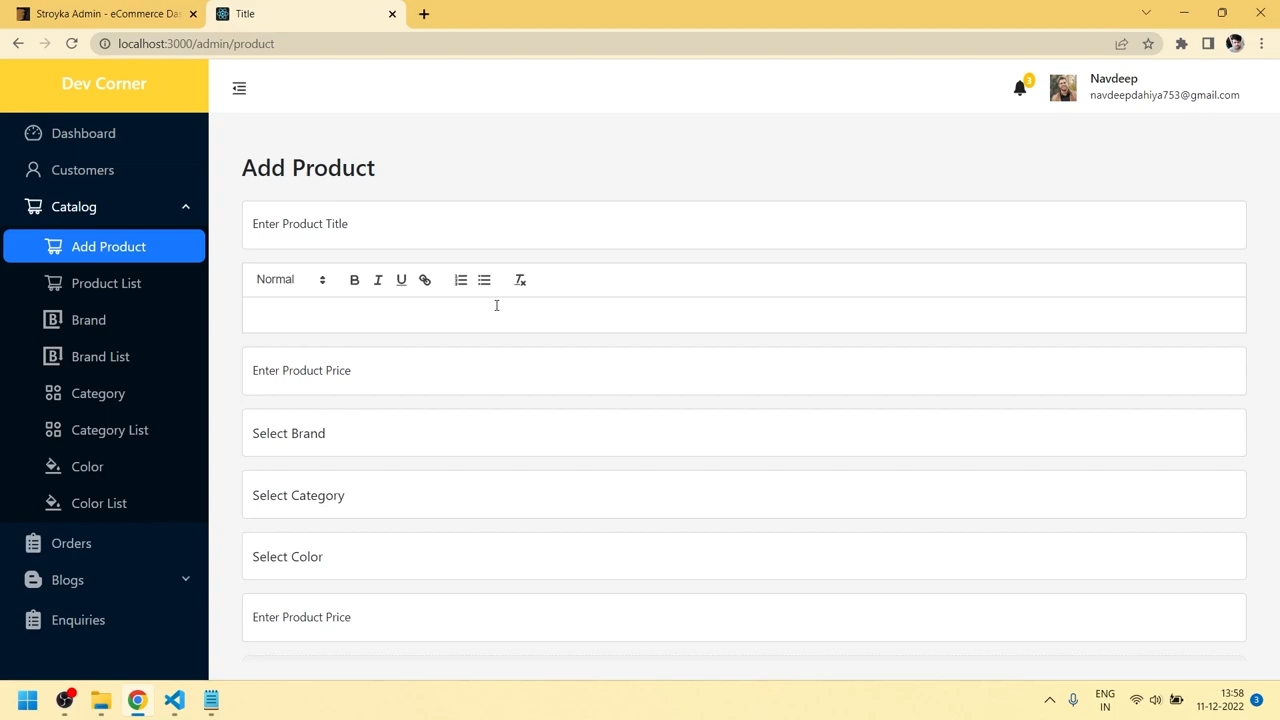 Stroyka Admin - eCommerce Da
Title
localhost:3000/admin/product
Dev Corner
3
Navdeep
navdeepdahiya753@gmail.com
Dashboard
Customers
Catalog
Add Product
Product List
Brand
Brand List
Category
Category List
Color
Color List
Orders
Blogs
Enquiries
Add Product
Enter Product Title
Normal
B I U
Enter Product Price
Select Brand
Select Category
Select Color
Enter Product Price
ENG
IN
13:58
11-12-2022
3